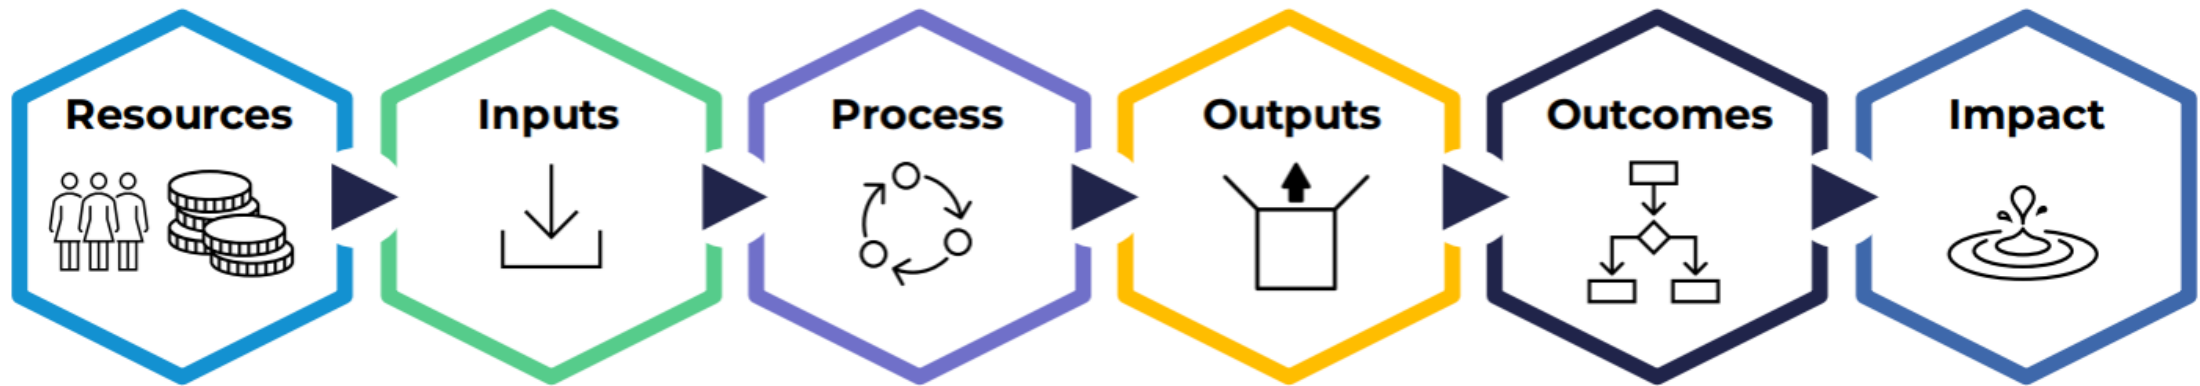 Resources
Inputs
Process
Outputs
Outcomes
Impact